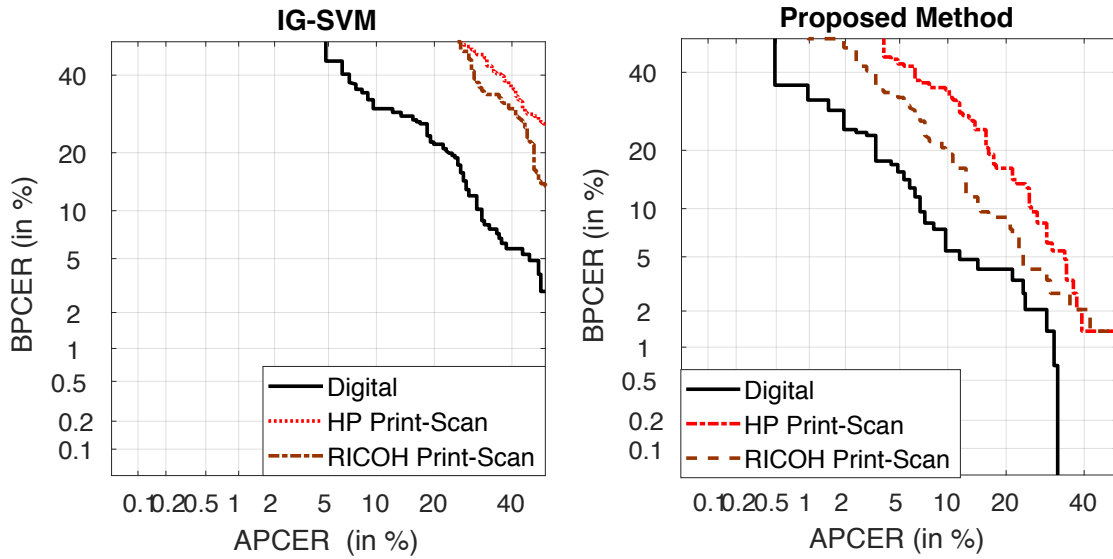 IG-SVM
BPCER (in %)
40
20
10
5
2
1
0.5
0.2
0.1
Digital
HP Print-Scan
RICOH Print-Scan
0.1 0.2 0.5 1 2 5 10 20 40
APCER (in %)
Proposed Method
BPCER (in %)
40
20
10
5
2
1
0.5
0.2
0.1
Digital
HP Print-Scan
RICOH Print-Scan
0.1 0.2 0.5 1 2 5 10 20 40
APCER (in %)